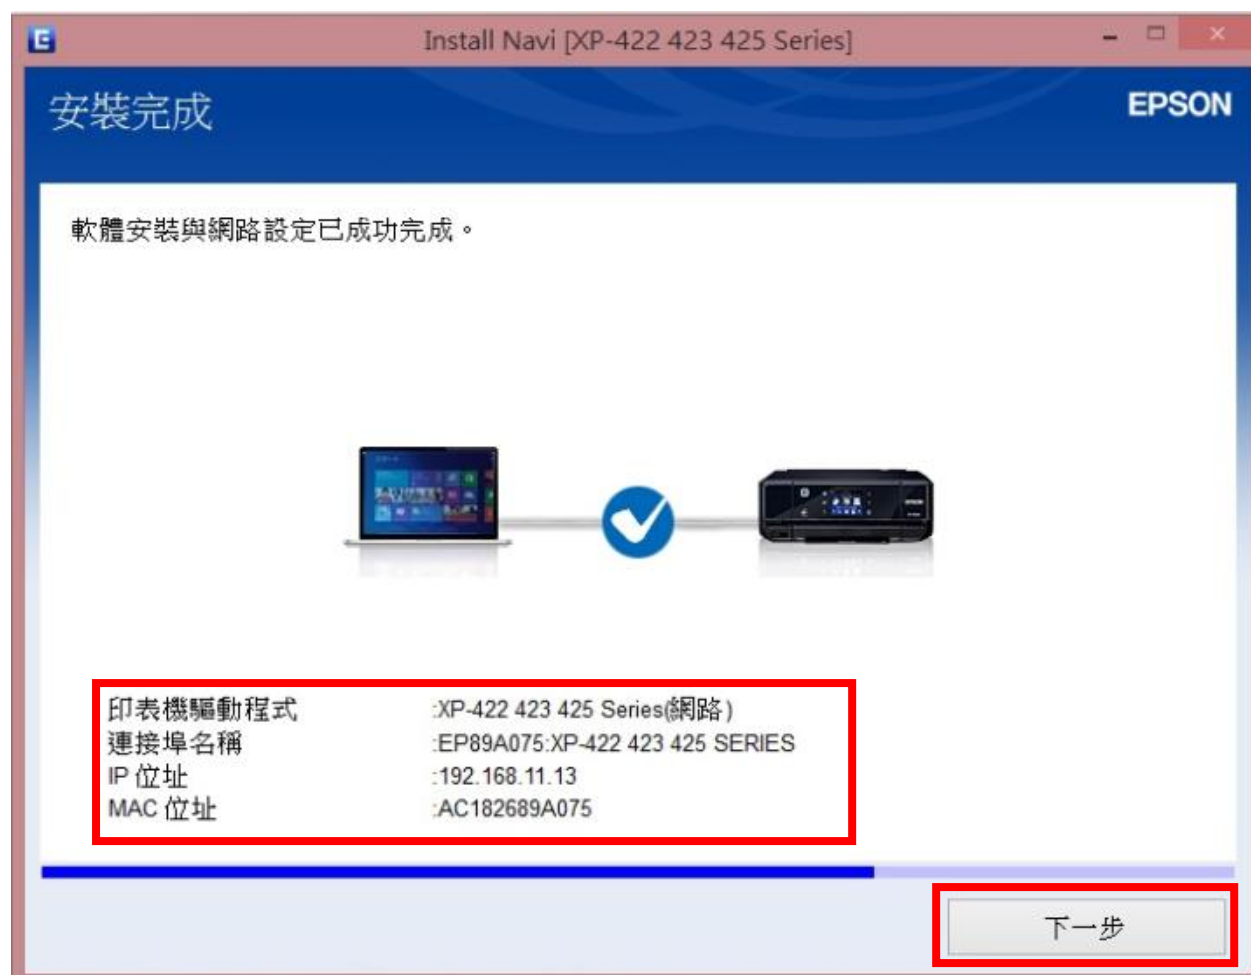 Install Navi [XP-422 423 425 Series]
安裝完成
EPSON
軟體安裝與網路設定已成功完成。
印表機驅動程式 :XP-422 423 425 Series(網路)
連接埠名稱 :EP89A075:XP-422 423 425 SERIES
IP 位址 :192.168.11.13
MAC 位址 :AC182689A075
下一步